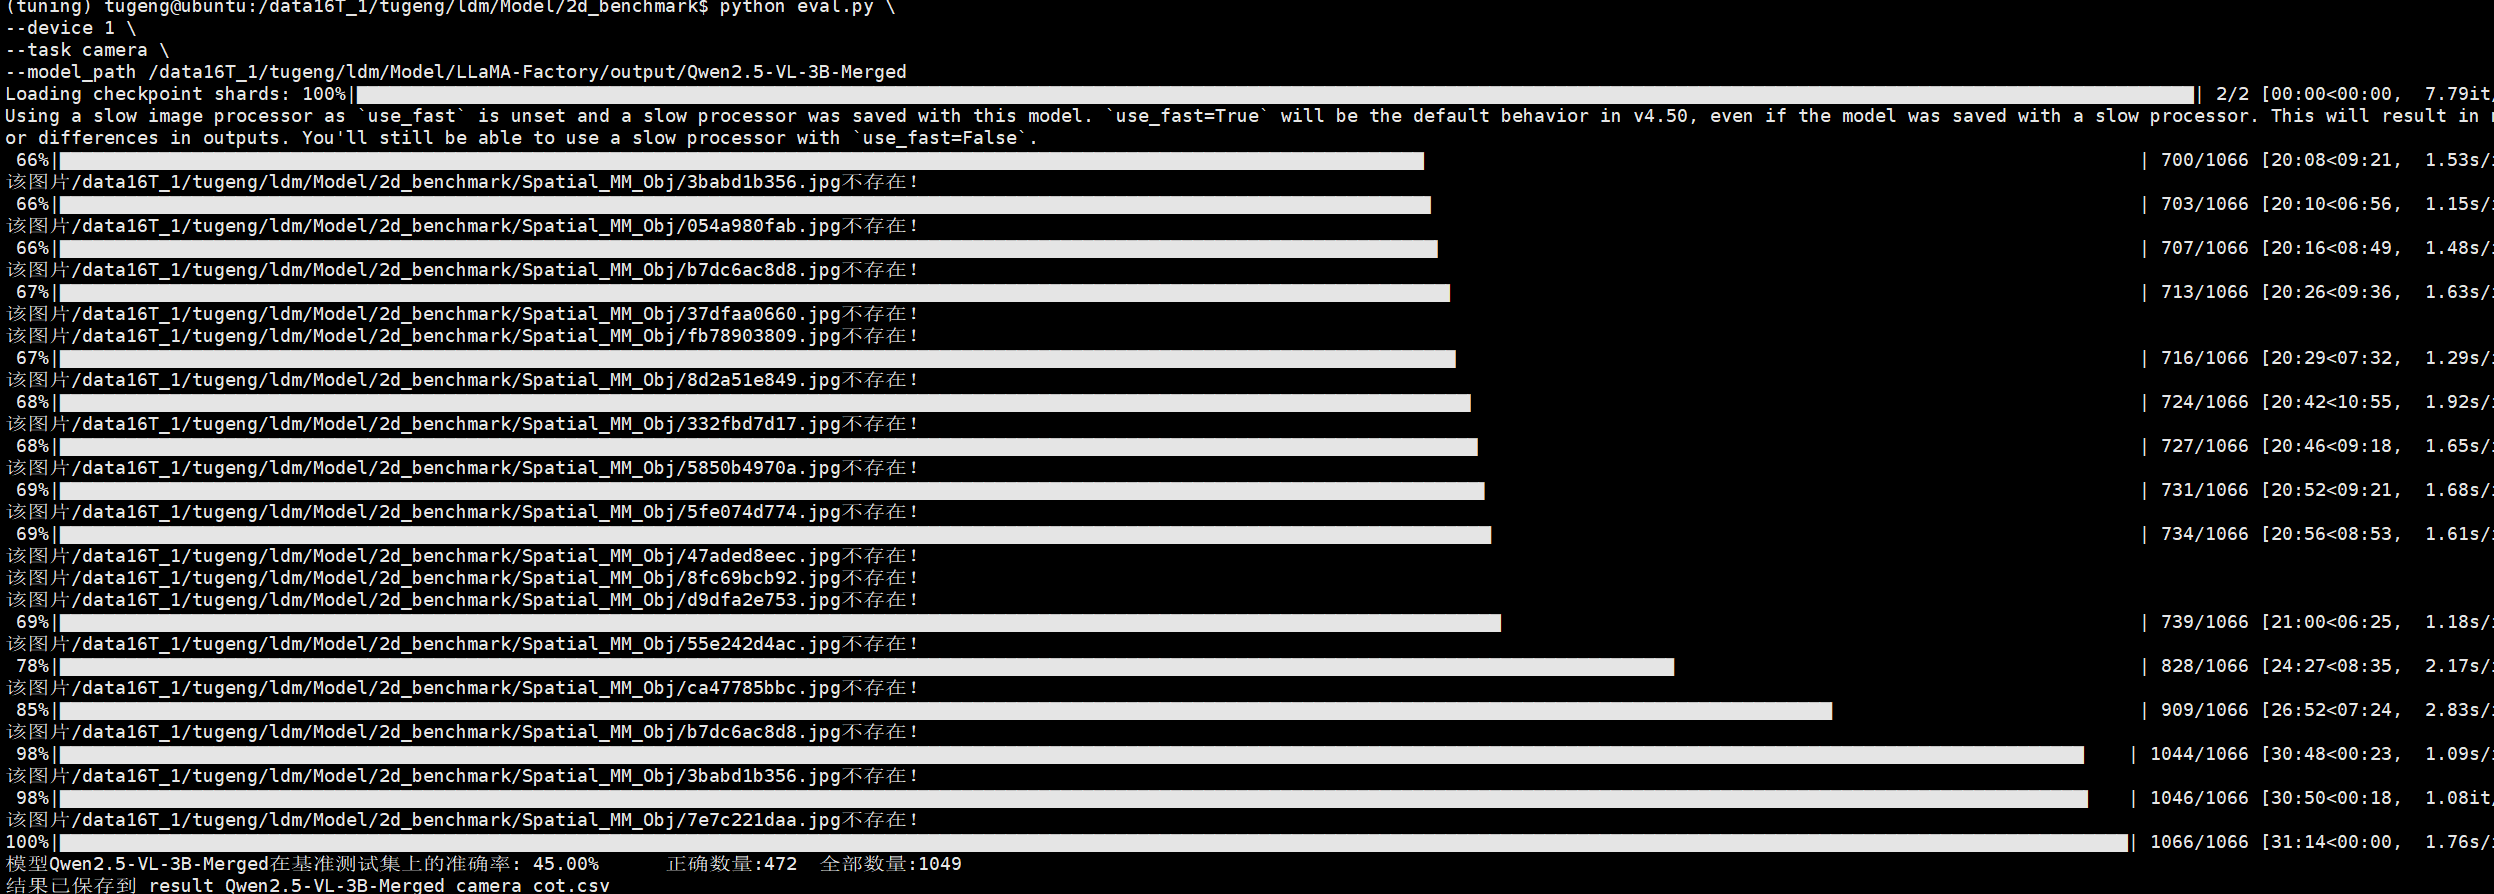 (tuning) tugeng@ubuntu:/data16T_1/tugeng/ldm/Model/2d_benchmark$ python eval.py \
--device 1 \
--task camera \
--model_path /data16T_1/tugeng/ldm/Model/LLaMA-Factory/output/Qwen2.5-VL-3B-Merged
Loading checkpoint shards: 100%| | 2/2 [00:00<00:00, 7.79it/
Using a slow image processor as `use_fast` is unset and a slow processor was saved with this model. `use_fast=True` will be the default behavior in v4.50, even if the model was saved with a slow processor. This will result in
or differences in outputs. You'll still be able to use a slow processor with `use_fast=False`.
66%| | 700/1066 [20:08<09:21, 1.53s/
该图片/data16T_1/tugeng/ldm/Model/2d_benchmark/Spatial_MM_Obj/3babd1b356.jpg不存在!
66%| | 703/1066 [20:10<06:56, 1.15s/
该图片/data16T_1/tugeng/ldm/Model/2d_benchmark/Spatial_MM_Obj/054a980fab.jpg不存在!
66%| | 707/1066 [20:16<08:49, 1.48s/
该图片/data16T_1/tugeng/ldm/Model/2d_benchmark/Spatial_MM_Obj/b7dc6ac8d8.jpg不存在!
67%| | 713/1066 [20:26<09:36, 1.63s/
该图片/data16T_1/tugeng/ldm/Model/2d_benchmark/Spatial_MM_Obj/37dfaa0660.jpg不存在!
该图片/data16T_1/tugeng/ldm/Model/2d_benchmark/Spatial_MM_Obj/fb78903809.jpg不存在!
67%| | 716/1066 [20:29<07:32, 1.29s/
该图片/data16T_1/tugeng/ldm/Model/2d_benchmark/Spatial_MM_Obj/8d2a51e849.jpg不存在!
68%| | 724/1066 [20:42<10:55, 1.92s/
该图片/data16T_1/tugeng/ldm/Model/2d_benchmark/Spatial_MM_Obj/332fbd7d17.jpg不存在!
68%| | 727/1066 [20:46<09:18, 1.65s/
该图片/data16T_1/tugeng/ldm/Model/2d_benchmark/Spatial_MM_Obj/5850b4970a.jpg不存在!
69%| | 731/1066 [20:52<09:21, 1.68s/
该图片/data16T_1/tugeng/ldm/Model/2d_benchmark/Spatial_MM_Obj/5fe074d774.jpg不存在!
69%| | 734/1066 [20:56<08:53, 1.61s/
该图片/data16T_1/tugeng/ldm/Model/2d_benchmark/Spatial_MM_Obj/47aded8eec.jpg不存在!
该图片/data16T_1/tugeng/ldm/Model/2d_benchmark/Spatial_MM_Obj/8fc69bcb92.jpg不存在!
该图片/data16T_1/tugeng/ldm/Model/2d_benchmark/Spatial_MM_Obj/d9dfa2e753.jpg不存在!
69%| | 739/1066 [21:00<06:25, 1.18s/
该图片/data16T_1/tugeng/ldm/Model/2d_benchmark/Spatial_MM_Obj/55e242d4ac.jpg不存在!
78%| | 828/1066 [24:27<08:35, 2.17s/
该图片/data16T_1/tugeng/ldm/Model/2d_benchmark/Spatial_MM_Obj/ca47785bbc.jpg不存在!
85%| | 909/1066 [26:52<07:24, 2.83s/
该图片/data16T_1/tugeng/ldm/Model/2d_benchmark/Spatial_MM_Obj/b7dc6ac8d8.jpg不存在!
98%| | 1044/1066 [30:48<00:23, 1.09s/
该图片/data16T_1/tugeng/ldm/Model/2d_benchmark/Spatial_MM_Obj/3babd1b356.jpg不存在!
98%| | 1046/1066 [30:50<00:18, 1.08it/
该图片/data16T_1/tugeng/ldm/Model/2d_benchmark/Spatial_MM_Obj/7e7c221daa.jpg不存在!
100%| | 1066/1066 [31:14<00:00, 1.76s/
模型Qwen2.5-VL-3B-Merged在基准测试集上的准确率: 45.00% 正确数量:472 全部数量:1049
结果已保存到 result_Qwen2.5-VL-3B-Merged_camera_cot.csv